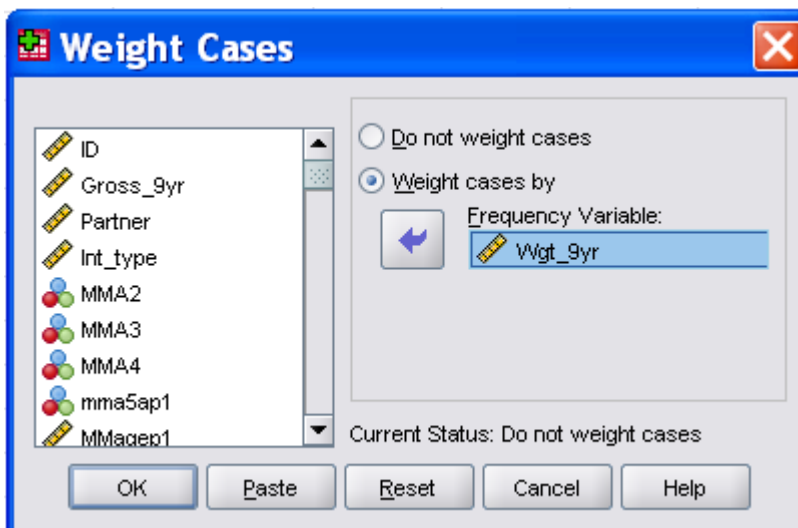 Weight Cases
ID
Gross_9yr
Partner
Int_type
MMA2
MMA3
MMA4
mma5ap1
MMagep1
Do not weight cases
Weight cases by
Frequency Variable:
Wgt_9yr
Current Status: Do not weight cases
OK
Paste
Reset
Cancel
Help